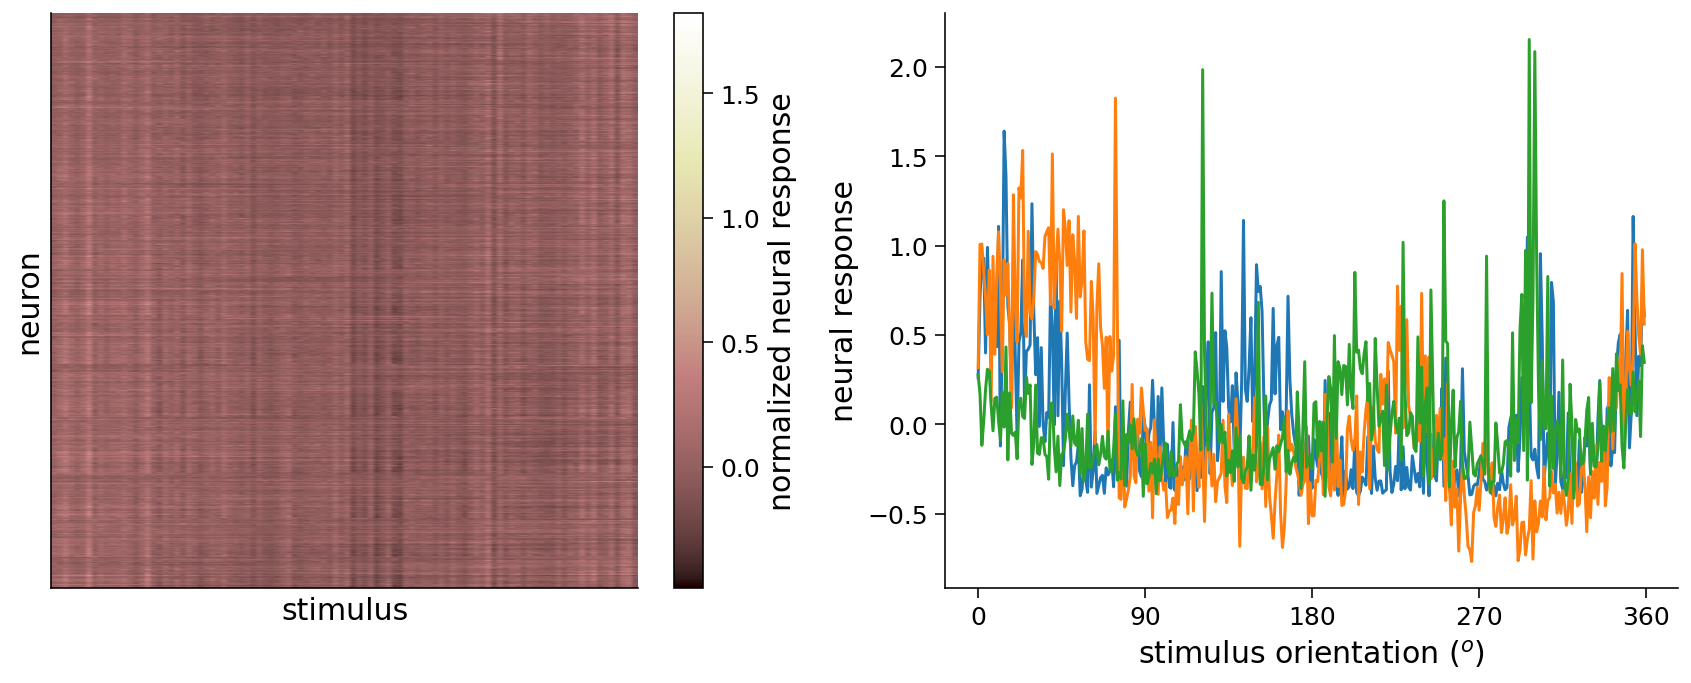 neuron
stimulus
1.5
1.0
0.5
0.0
normalized neural response
neural response
2.0
1.5
1.0
0.5
0.0
−0.5
0 90 180 270 360
stimulus orientation (º)